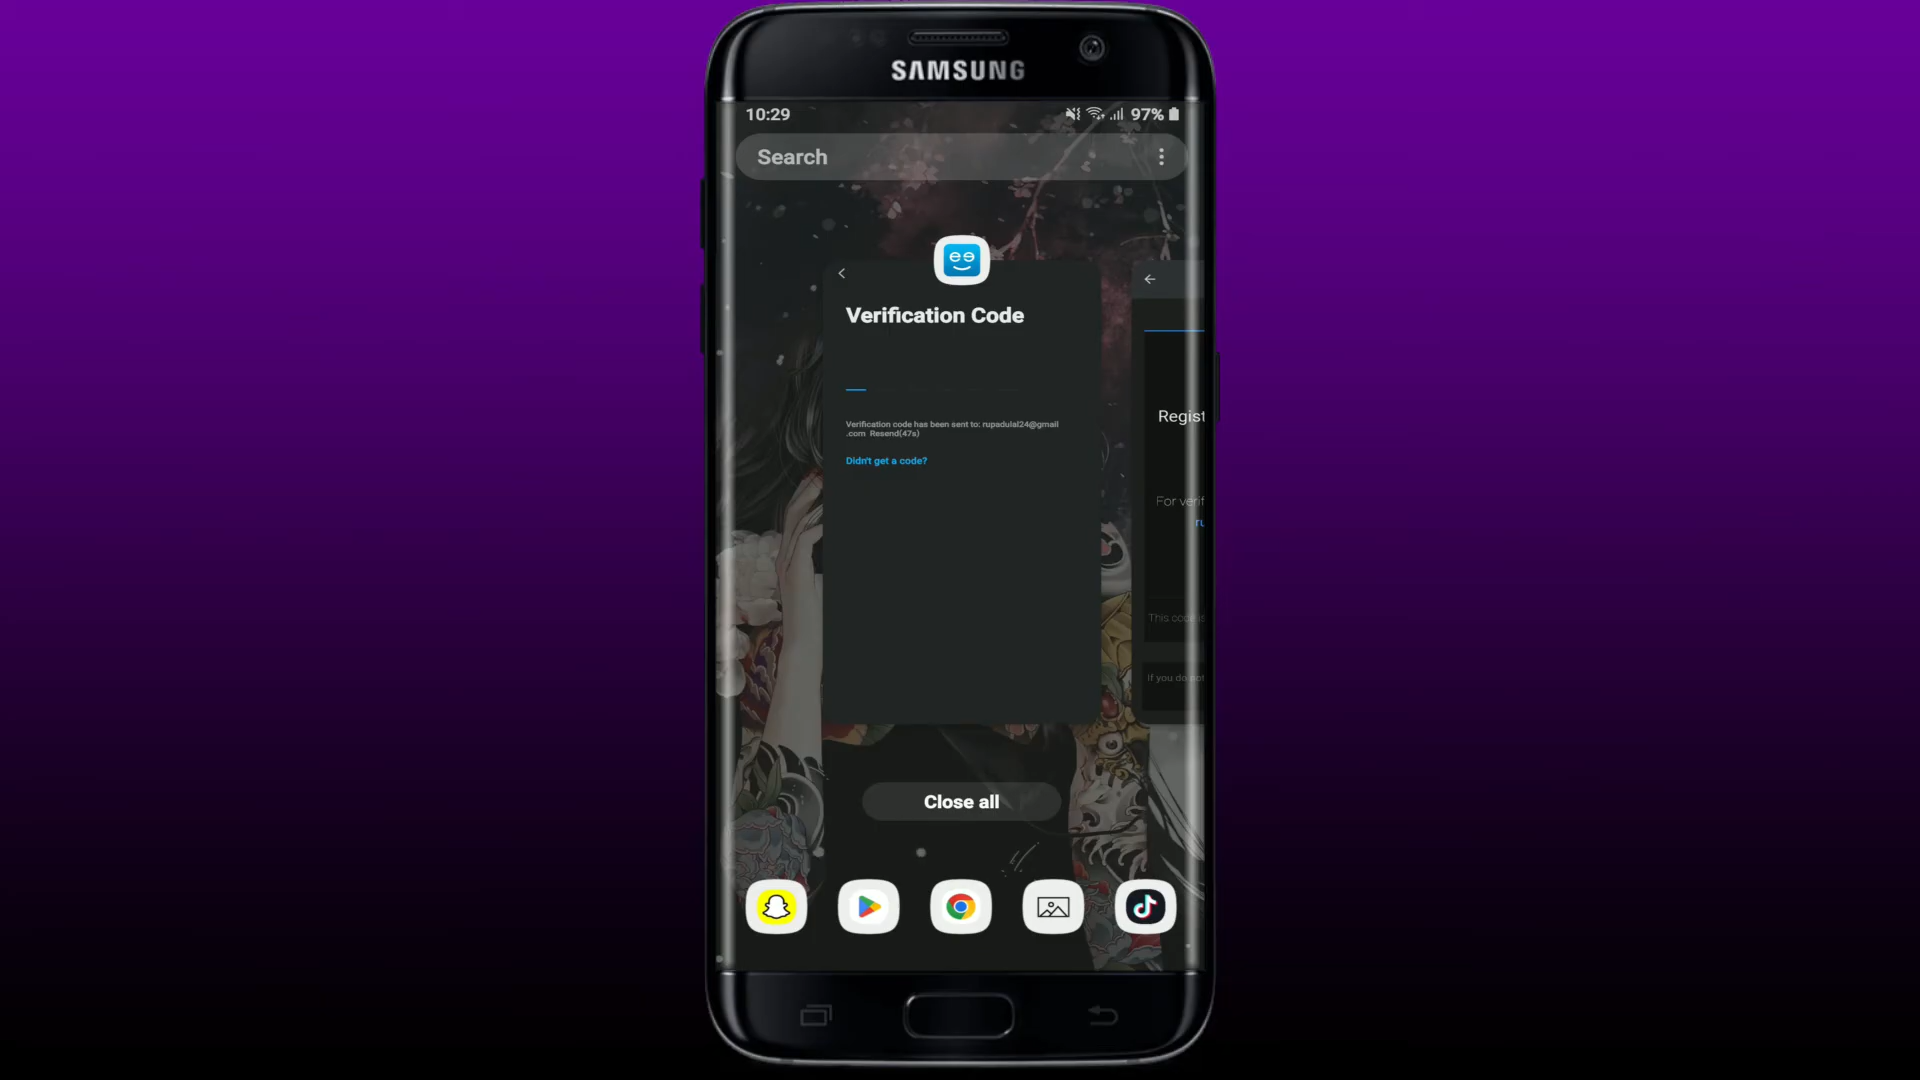 SAMSUNG
10:29
97%
Search
Verification Code
Regist
Verification code has been sent to: rupadulal24@gmail
.com Resend(47s)
Didn't get a code?
For verif
ru
This code is
If you do not
Close all